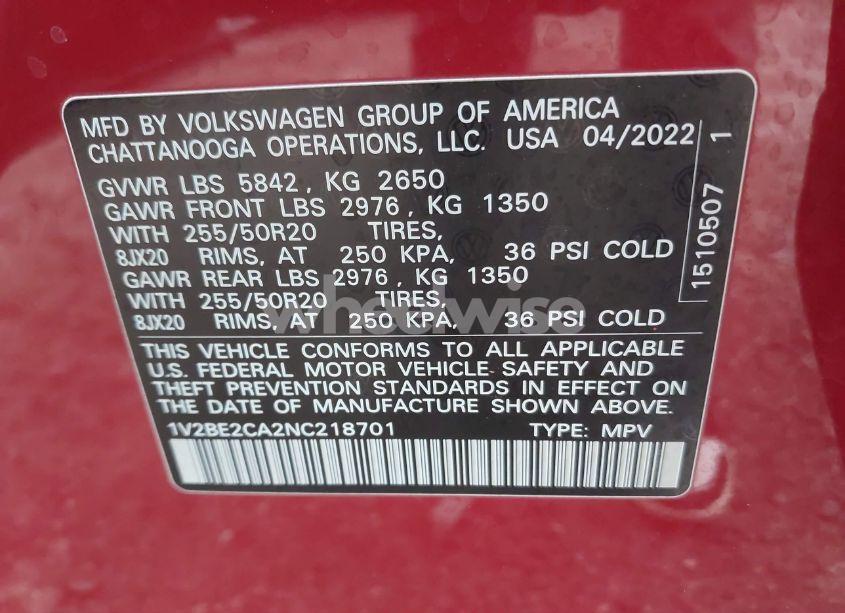 MFD BY VOLKSWAGEN GROUP OF AMERICA
CHATTANOOGA OPERATIONS, LLC. USA 04/2022
GVWR LBS 5842, KG 2650
GAWR FRONT LBS 2976, KG 1350
WITH 255/50R20 TIRES,
8JX20 RIMS, AT 250 KPA, 36 PSI COLD
GAWR REAR LBS 2976, KG 1350
WITH 255/50R20 TIRES,
8JX20 RIMS, AT 250 KPA, 36 PSI COLD
THIS VEHICLE CONFORMS TO ALL APPLICABLE
U.S. FEDERAL MOTOR VEHICLE SAFETY AND
THEFT PREVENTION STANDARDS IN EFFECT ON
THE DATE OF MANUFACTURE SHOWN ABOVE.
1V2BE2CA2NC218701 TYPE: MPV
1510507 1
wheelwise